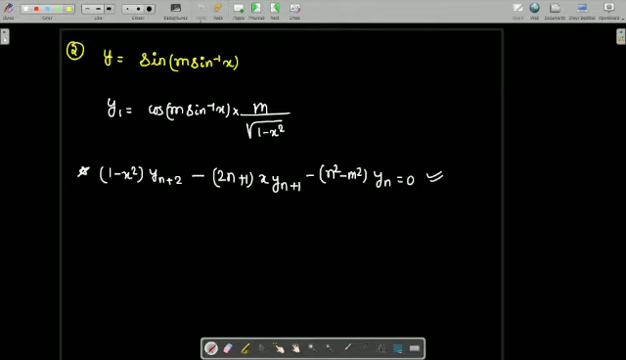 ② y = sin(m sin⁻¹x)
y₁ = cos(m sin⁻¹x) × m / √(1-x²)
* (1-x²) yₙ₊₂ — (2n+1) x yₙ₊₁ - (n²-m²) yₙ = 0